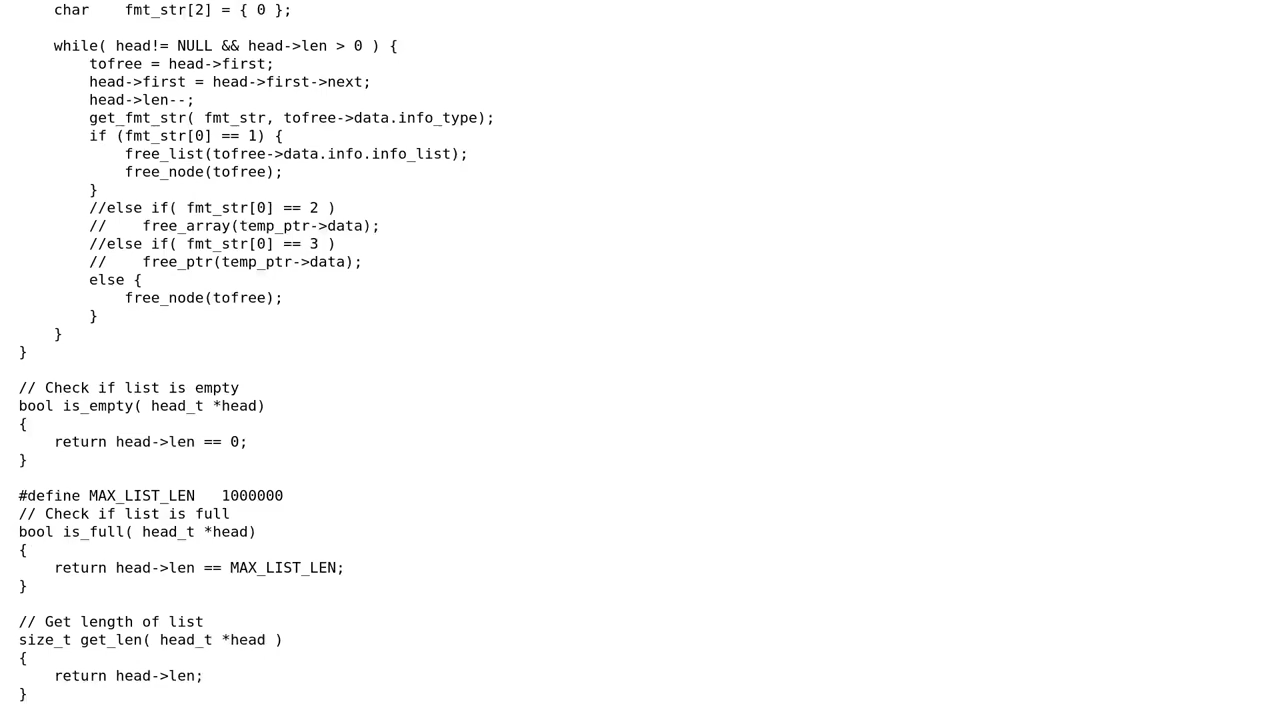 char    fmt_str[2] = { 0 };

    while( head!= NULL && head->len > 0 ) {
        tofree = head->first;
        head->first = head->first->next;
        head->len--;
        get_fmt_str( fmt_str, tofree->data.info_type);
        if (fmt_str[0] == 1) {
            free_list(tofree->data.info.info_list);
            free_node(tofree);
        }
        //else if( fmt_str[0] == 2 )
        //    free_array(temp_ptr->data);
        //else if( fmt_str[0] == 3 )
        //    free_ptr(temp_ptr->data);
        else {
            free_node(tofree);
        }
    }
}

// Check if list is empty
bool is_empty( head_t *head)
{
    return head->len == 0;
}

#define MAX_LIST_LEN   1000000
// Check if list is full
bool is_full( head_t *head)
{
    return head->len == MAX_LIST_LEN;
}

// Get length of list
size_t get_len( head_t *head )
{
    return head->len;
}